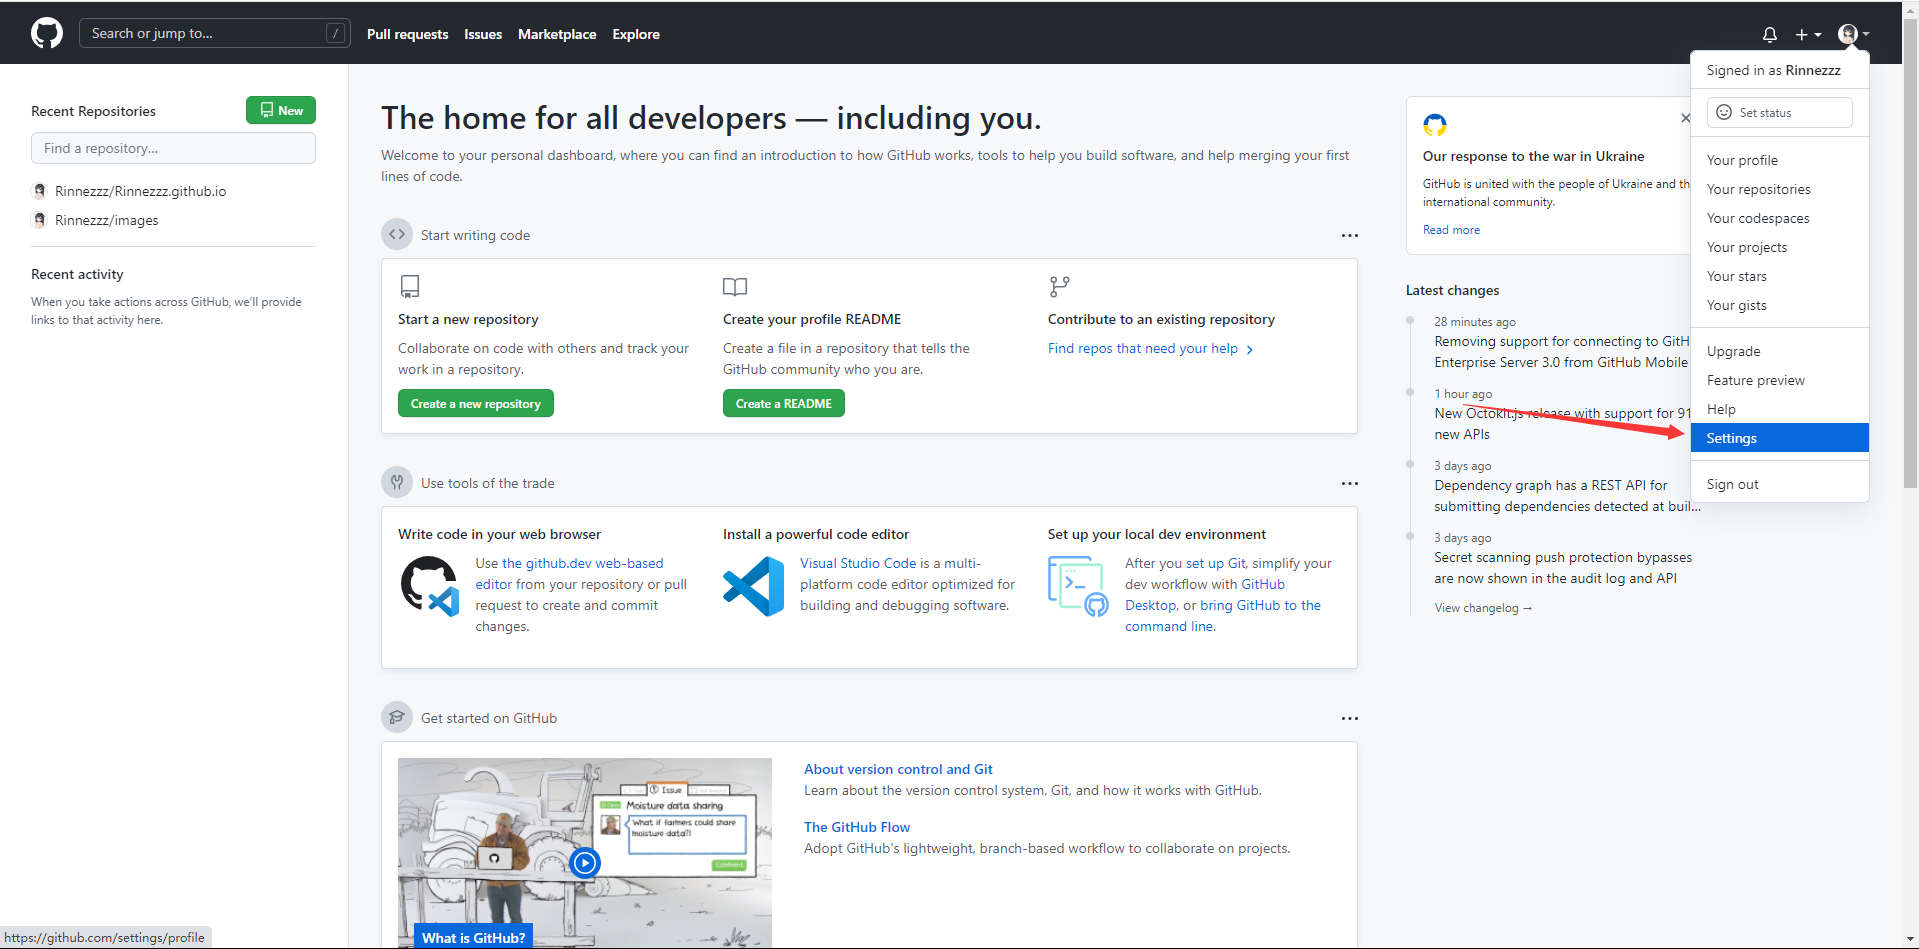 Search or jump to...
/
Pull requests
Issues
Marketplace
Explore
Recent Repositories
New
Find a repository...
Rinnezzz/Rinnezzz.github.io
Rinnezzz/images
Recent activity
When you take actions across GitHub, we'll provide
links to that activity here.
The home for all developers — including you.
Welcome to your personal dashboard, where you can find an introduction to how GitHub works, tools to help you build software, and help merging your first
lines of code.
Start writing code
Start a new repository
Collaborate on code with others and track your
work in a repository.
Create a new repository
Create your profile README
Create a file in a repository that tells the
GitHub community who you are.
Create a README
Contribute to an existing repository
Find repos that need your help
Use tools of the trade
Write code in your web browser
Use the github.dev web-based
editor from your repository or pull
request to create and commit
changes.
Install a powerful code editor
Visual Studio Code is a multi-
platform code editor optimized for
building and debugging software.
Set up your local dev environment
After you set up Git, simplify your
dev workflow with GitHub
Desktop, or bring GitHub to the
command line.
Get started on GitHub
Issue
Moisture data sharing
What if farmers could share
moisture data?!
Comment
What is GitHub?
About version control and Git
Learn about the version control system, Git, and how it works with GitHub.
The GitHub Flow
Adopt GitHub's lightweight, branch-based workflow to collaborate on projects.
Our response to the war in Ukraine
GitHub is united with the people of Ukraine and th
international community.
Read more
Latest changes
28 minutes ago
Removing support for connecting to GitH
Enterprise Server 3.0 from GitHub Mobile
1 hour ago
New Octokit.js release with support for 91
new APIs
3 days ago
Dependency graph has a REST API for
submitting dependencies detected at buil...
3 days ago
Secret scanning push protection bypasses
are now shown in the audit log and API
View changelog →
Signed in as Rinnezzz
Set status
Your profile
Your repositories
Your codespaces
Your projects
Your stars
Your gists
Upgrade
Feature preview
Help
Settings
Sign out
https://github.com/settings/profile